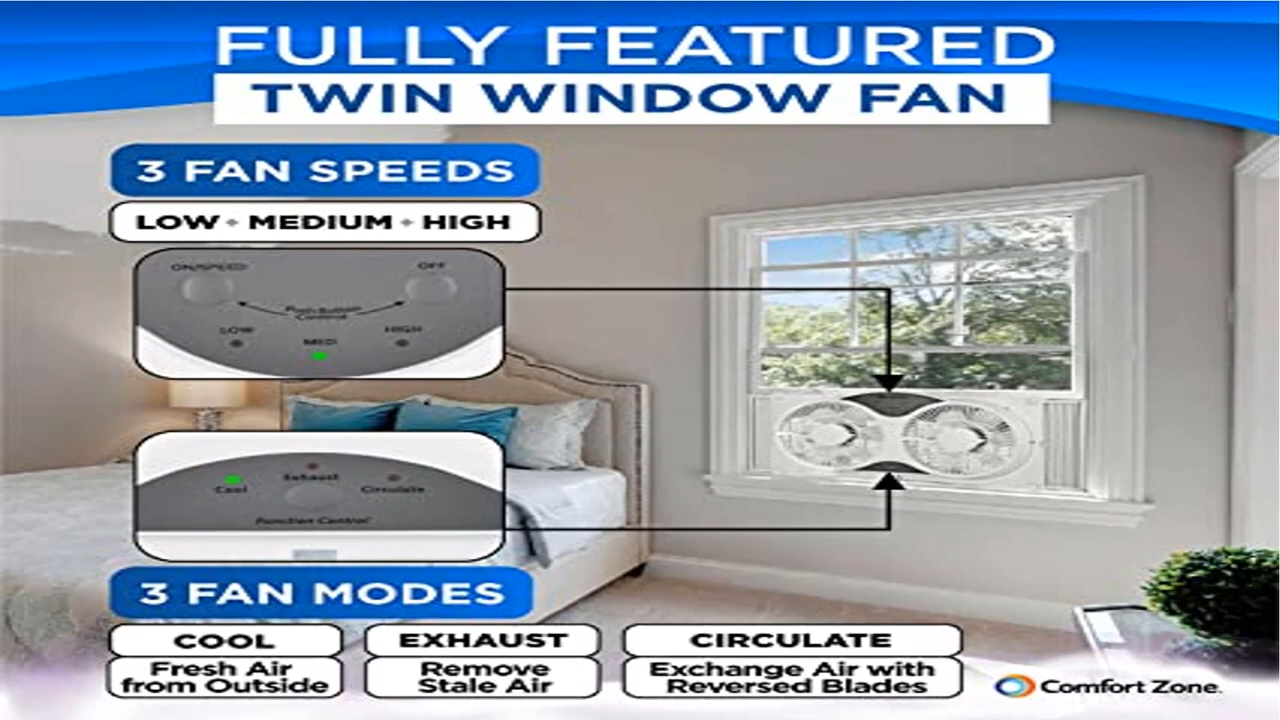 FULLY FEATURED
TWIN WINDOW FAN
3 FAN SPEEDS
LOW • MEDIUM • HIGH
ON/SPEED OFF
Push-Button
Control
LOW HIGH
MED
Exhaust
Cool Circulate
Function Control
3 FAN MODES
COOL EXHAUST CIRCULATE
Fresh Air Remove Exchange Air with
from Outside Stale Air Reversed Blades
Comfort Zone.